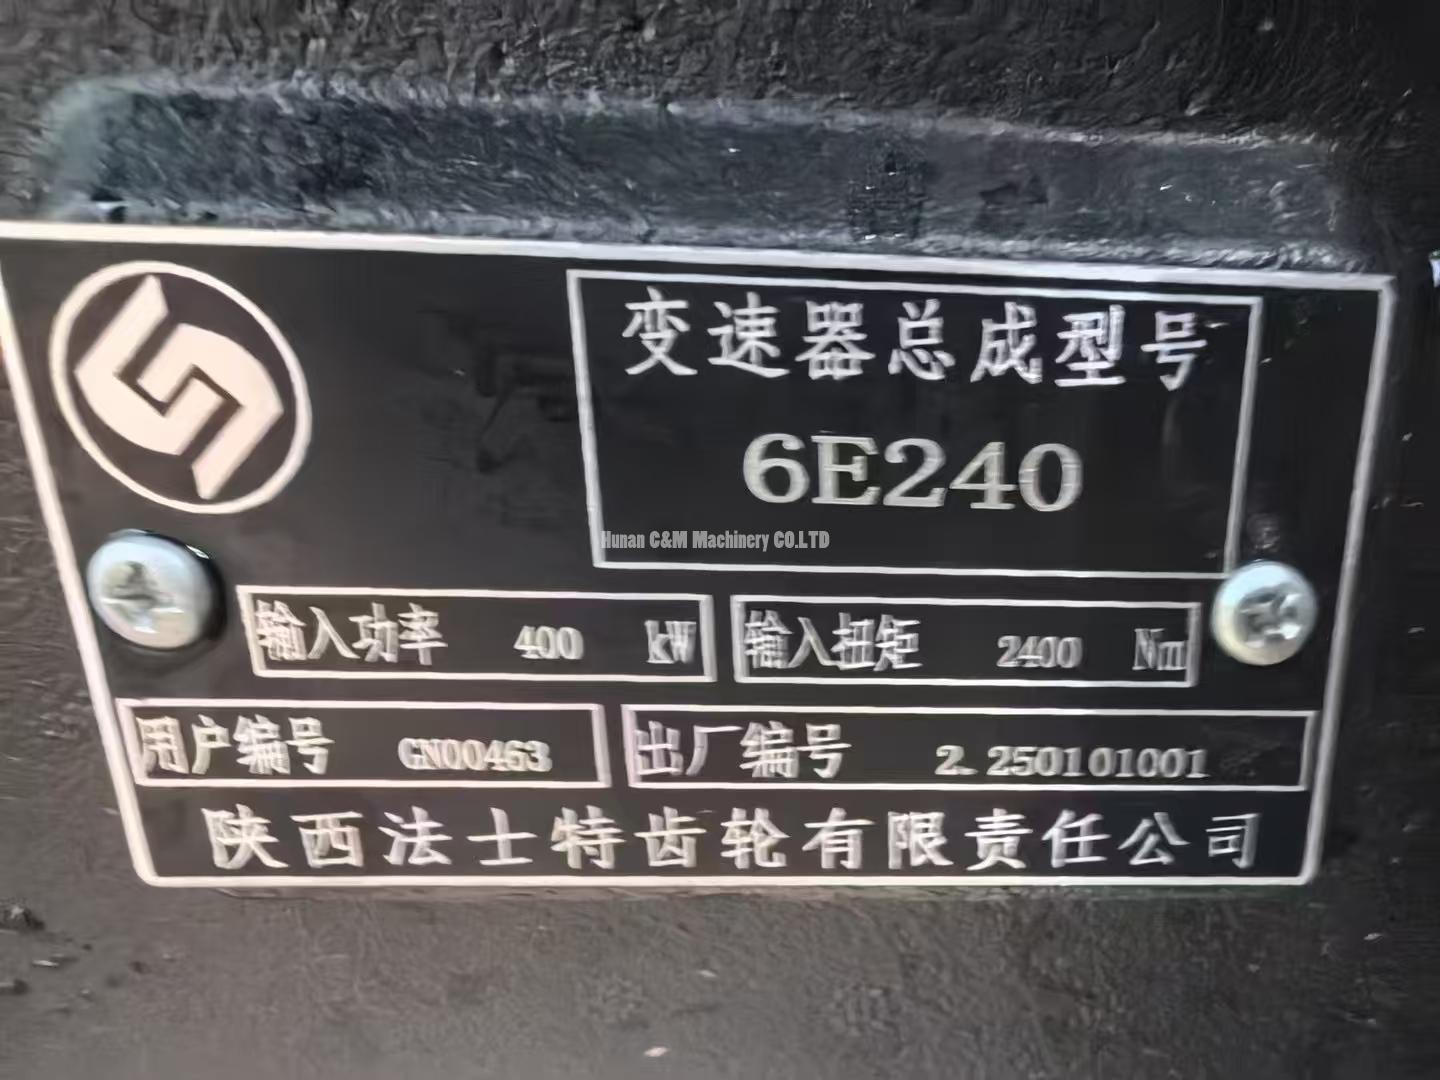 变速器总成型号
6E240
Hunan C&M Machinery CO.LTD
输入功率 400 kW 输入扭矩 2400 Nm
用户编号 GN00463 出厂编号 2.250101001
陕西法士特齿轮有限责任公司